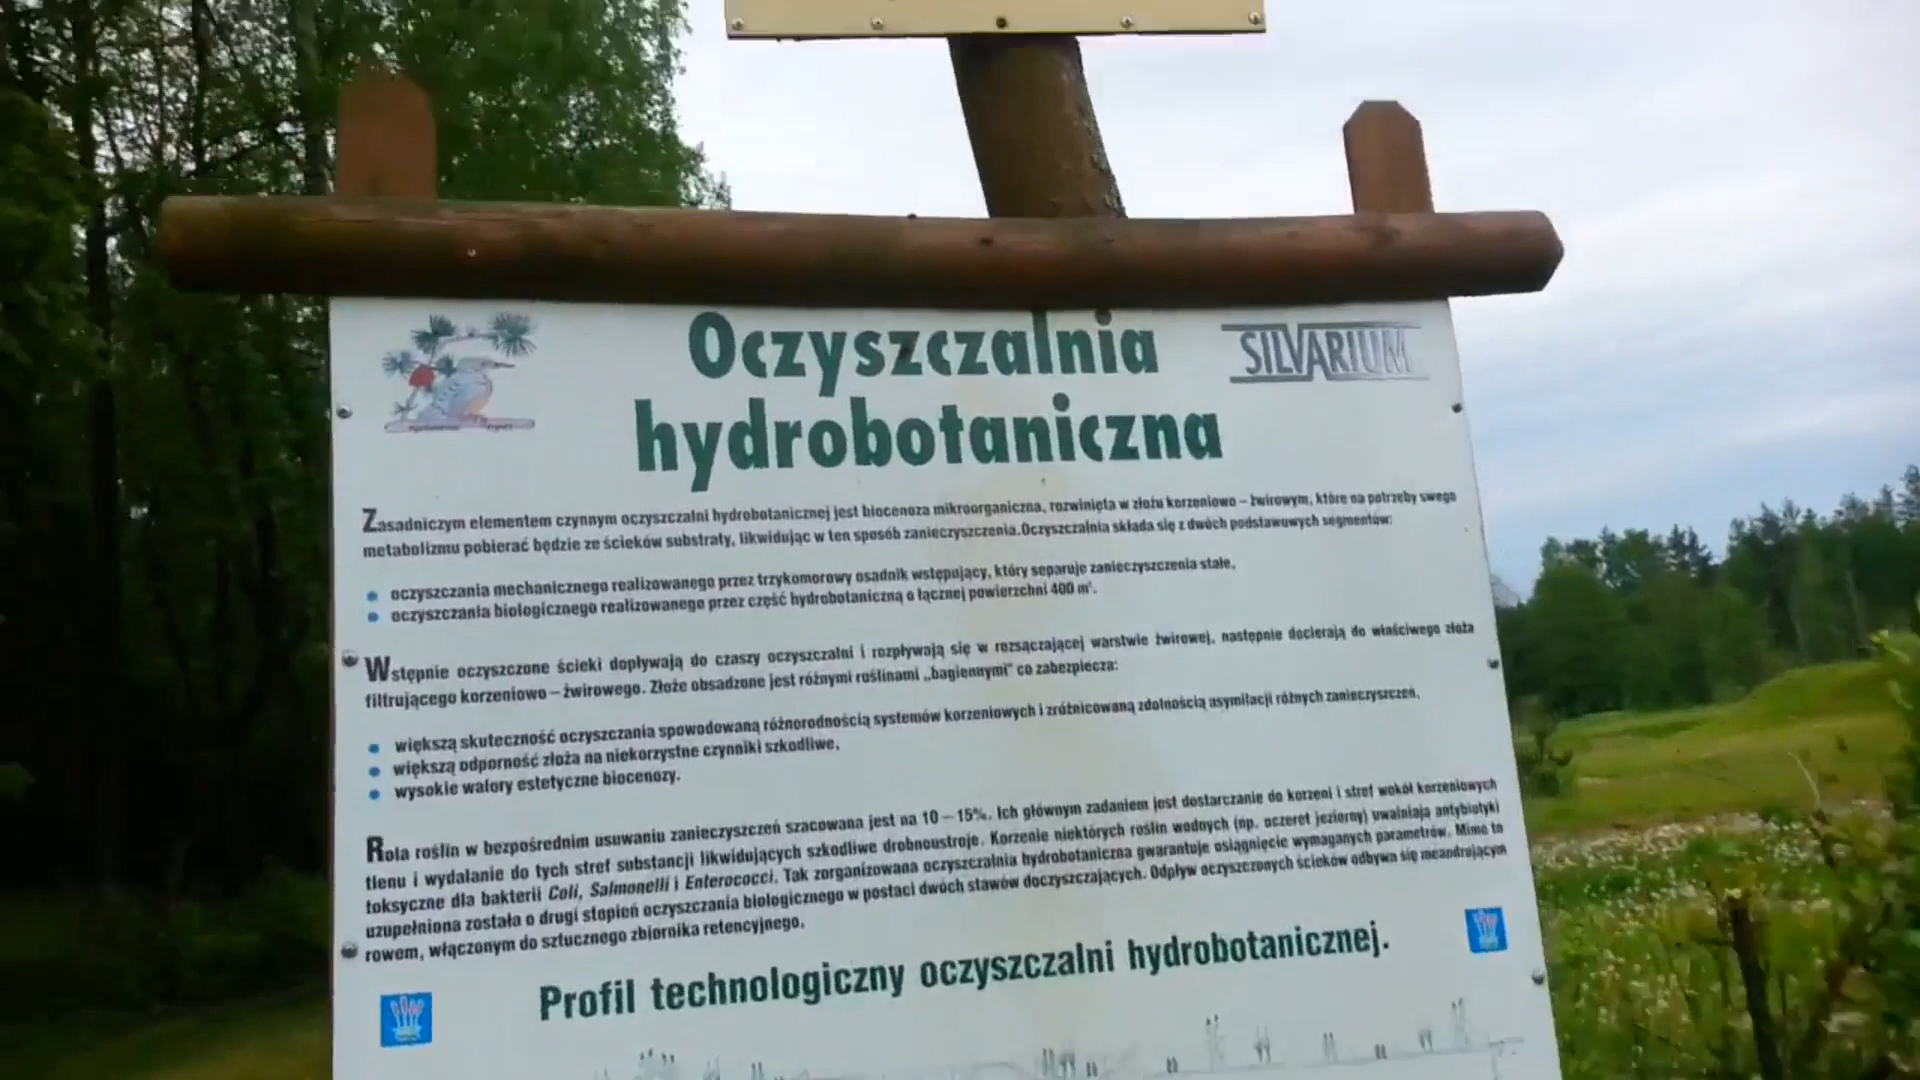 Oczyszczalnia
hydrobotaniczna
SILVARIUM
Zasadniczym elementem czynnym oczyszczalni hydrobotanicznej jest biocenoza mikroorganiczna, rozwinięta w złożu korzeniowo – żwirowym, które na potrzeby swego
metabolizmu pobierać będzie ze ścieków substraty, likwidując w ten sposób zanieczyszczenia.Oczyszczalnia składa się z dwóch podstawowych segmentów:
• oczyszczania mechanicznego realizowanego przez trzykomorowy osadnik wstępujący, który separuje zanieczyszczenia stałe,
• oczyszczania biologicznego realizowanego przez część hydrobotaniczną o łącznej powierzchni 400 m².
Wstępnie oczyszczone ścieki dopływają do czaszy oczyszczalni i rozpływają się w rozsączającej warstwie żwirowej, następnie docierają do właściwego złoża
filtrującego korzeniowo – żwirowego. Złoże obsadzone jest różnymi roślinami „bagiennymi" co zabezpiecza:
• większą skuteczność oczyszczania spowodowaną różnorodnością systemów korzeniowych i zróżnicowaną zdolnością asymilacji różnych zanieczyszczeń,
• większą odporność złoża na niekorzystne czynniki szkodliwe,
• wysokie walory estetyczne biocenozy.
Rola roślin w bezpośrednim usuwaniu zanieczyszczeń szacowana jest na 10 – 15%. Ich głównym zadaniem jest dostarczanie do korzeni i stref wokół korzeniowych
tlenu i wydalanie do tych stref substancji likwidujących szkodliwe drobnoustroje. Korzenie niektórych roślin wodnych (np. oczeret jeziorny) uwalniają antybiotyki
toksyczne dla bakterii Coli, Salmonelli i Enterococci. Tak zorganizowana oczyszczalnia hydrobotaniczna gwarantuje osiągnięcie wymaganych parametrów. Mimo to
uzupełniona została o drugi stopień oczyszczania biologicznego w postaci dwóch stawów doczyszczających. Odpływ oczyszczonych ścieków odbywa się meandrującym
rowem, włączonym do sztucznego zbiornika retencyjnego.
Profil technologiczny oczyszczalni hydrobotanicznej.